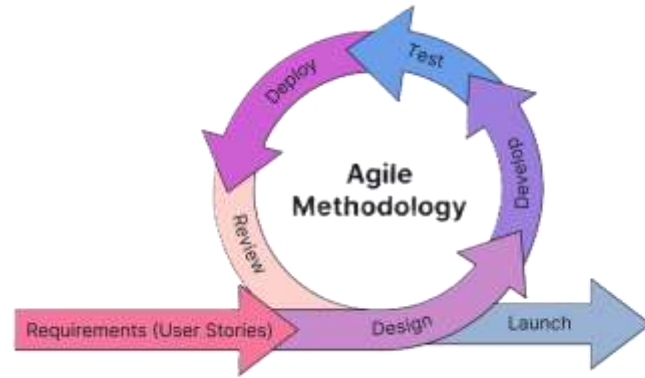 Test
Deploy
Develop
Agile
Methodology
Review
Requirements (User Stories)
Design
Launch